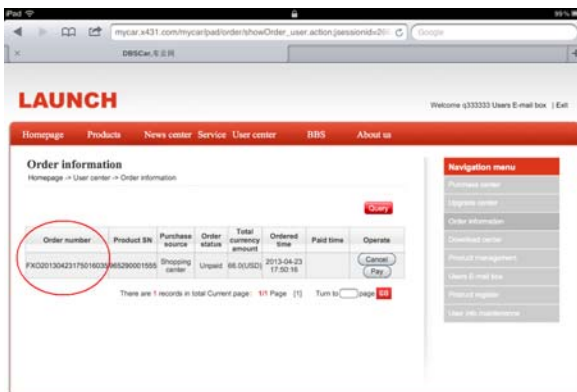 iPad
99%
mycar.x431.com/mycar/pad/order/showOrder_user.action;jsessionid=
Google
DBSCar,车云网
LAUNCH
Welcome q333333 Users E-mail box | Exit
Homepage Products News center Service User center BBS About us
Order information
Homepage -> User center -> Order information
Query
Order number Product SN Purchase source Order status Total currency amount Ordered time Paid time Operate
FXO20130423175016035 965290001555 Shopping center Unpaid 66.0(USD) 2013-04-23 17:50:16 Cancel Pay
There are 1 records in total Current page: 1/1 Page [1] Turn to page GO
Navigation menu
Purchase center
Upgrade center
Order information
Download center
Product management
Users E-mail box
Product register
User info maintenance